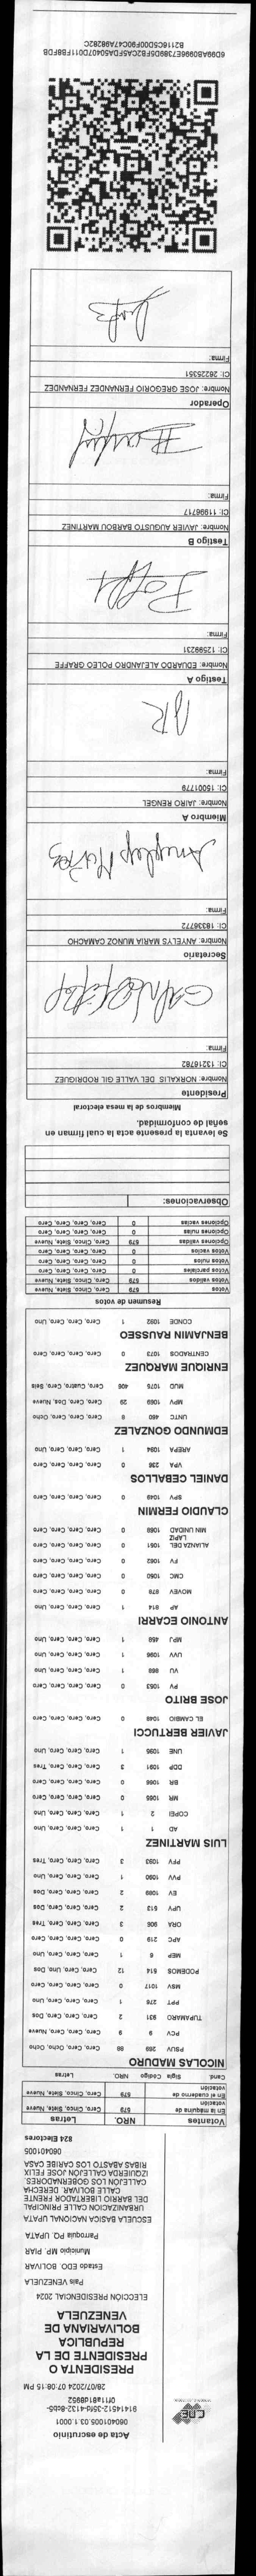 Acta de escrutinio
060401005.03.1.0001
91414512-35fd-4132-8cb5-
0f11a81d8952
28/07/2024 07:08:15 PM
CNE
PRESIDENTA O
PRESIDENTE DE LA
REPUBLICA
BOLIVARIANA DE
VENEZUELA
ELECCIÓN PRESIDENCIAL 2024
Pais VENEZUELA
Estado EDO. BOLIVAR
Municipio MP. PIAR
Parroquia PQ. UPATA
ESCUELA BASICA NACIONAL UPATA
URBANIZACION CALLE PRINCIPAL
DEL BARRIO LIBERTADOR FRENTE
CALLE BOLIVAR. DERECHA
CALLEJÓN LOS GOBERNADORES.
IZQUIERDA CALLEJÓN JOSE FELIX
RIBAS ABASTO LOS CARIBE CASA
060401005
824 Electores
Votantes NRO. Letras
En la máquina de votación 579 Cero, Cinco, Siete, Nueve
En el cuaderno de votación 579 Cero, Cinco, Siete, Nueve
Cand. Sigla Código NRO. Letras
NICOLAS MADURO
PSUV 269 88 Cero, Cero, Ocho, Ocho
PCV 9 9 Cero, Cero, Cero, Nueve
TUPAMARO 931 2 Cero, Cero, Cero, Dos
PPT 276 1 Cero, Cero, Cero, Uno
MSV 1017 0 Cero, Cero, Cero, Cero
PODEMOS 514 12 Cero, Cero, Uno, Dos
MEP 6 1 Cero, Cero, Cero, Uno
APC 219 0 Cero, Cero, Cero, Cero
ORA 906 3 Cero, Cero, Cero, Tres
UPV 513 2 Cero, Cero, Cero, Dos
EV 1089 2 Cero, Cero, Cero, Dos
PVV 1090 1 Cero, Cero, Cero, Uno
PFV 1093 3 Cero, Cero, Cero, Tres
LUIS MARTINEZ
AD 1 1 Cero, Cero, Cero, Uno
COPEI 2 1 Cero, Cero, Cero, Uno
MR 1065 0 Cero, Cero, Cero, Cero
BR 1066 0 Cero, Cero, Cero, Cero
DDP 1091 3 Cero, Cero, Cero, Tres
UNE 1095 1 Cero, Cero, Cero, Uno
JAVIER BERTUCCI
EL CAMBIO 1048 0 Cero, Cero, Cero, Cero
JOSE BRITO
PV 1053 0 Cero, Cero, Cero, Cero
VU 868 1 Cero, Cero, Cero, Uno
UVV 1096 1 Cero, Cero, Cero, Uno
MPJ 458 1 Cero, Cero, Cero, Uno
ANTONIO ECARRI
AP 814 1 Cero, Cero, Cero, Uno
MOVEV 978 0 Cero, Cero, Cero, Cero
CMC 1050 0 Cero, Cero, Cero, Cero
FV 1062 0 Cero, Cero, Cero, Cero
ALIANZA DEL LAPIZ 1051 0 Cero, Cero, Cero, Cero
MIN UNIDAD 1068 0 Cero, Cero, Cero, Cero
CLAUDIO FERMIN
SPV 1049 0 Cero, Cero, Cero, Cero
DANIEL CEBALLOS
VPA 236 0 Cero, Cero, Cero, Cero
AREPA 1094 1 Cero, Cero, Cero, Uno
EDMUNDO GONZALEZ
UNTC 480 8 Cero, Cero, Cero, Ocho
MPV 1069 29 Cero, Cero, Dos, Nueve
MUD 1075 406 Cero, Cuatro, Cero, Seis
ENRIQUE MARQUEZ
CENTRADOS 1073 0 Cero, Cero, Cero, Cero
BENJAMIN RAUSSEO
CONDE 1092 1 Cero, Cero, Cero, Uno
Resumen de votos
Votos 579 Cero, Cinco, Siete, Nueve
Votos validos 579 Cero, Cinco, Siete, Nueve
Votos parciales 0 Cero, Cero, Cero, Cero
Votos nulos 0 Cero, Cero, Cero, Cero
Votos vacios 0 Cero, Cero, Cero, Cero
Opciones validas 579 Cero, Cinco, Siete, Nueve
Opciones nulas 0 Cero, Cero, Cero, Cero
Opciones vacias 0 Cero, Cero, Cero, Cero
Observaciones:
Se levanta la presente acta la cual firman en
señal de conformidad.
Miembros de la mesa electoral
Presidente
Nombre: NORKALIS DEL VALLE GIL RODRIGUEZ
CI: 13216782
Firma:
Secretario
Nombre: ANYELYS MARIA MUÑOZ CAMACHO
CI: 18336772
Firma:
Miembro A
Nombre: JAIRO RENGEL
CI: 15001779
Firma:
JR
Testigo A
Nombre: EDUARDO ALEJANDRO POLEO GRAFFE
CI: 12599231
Firma:
Testigo B
Nombre: JAVIER AUGUSTO BARBOU MARTINEZ
CI: 11996717
Firma:
Operador
Nombre: JOSE GREGORIO FERNANDEZ FERNANDEZ
CI: 26225351
Firma:
6D99AB0996E7389D5FB2CA5FDA50407D011FB8FDB
B2116C5D00F90C47A98282C